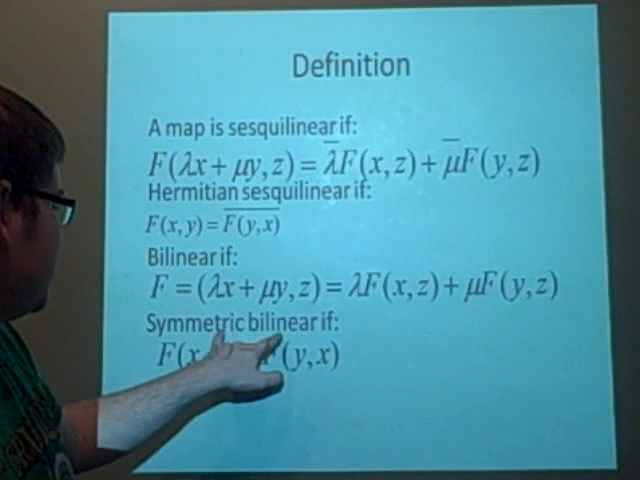 Definition
A map is sesquilinear if:
F(λx + μy, z) = λ̅F(x, z) + μ̅F(y, z)
Hermitian sesquilinear if:
F(x, y) = F̅(̅y̅,̅ ̅x̅)̅
Bilinear if:
F = (λx + μy, z) = λF(x, z) + μF(y, z)
Symmetric bilinear if:
F(x (y, x)